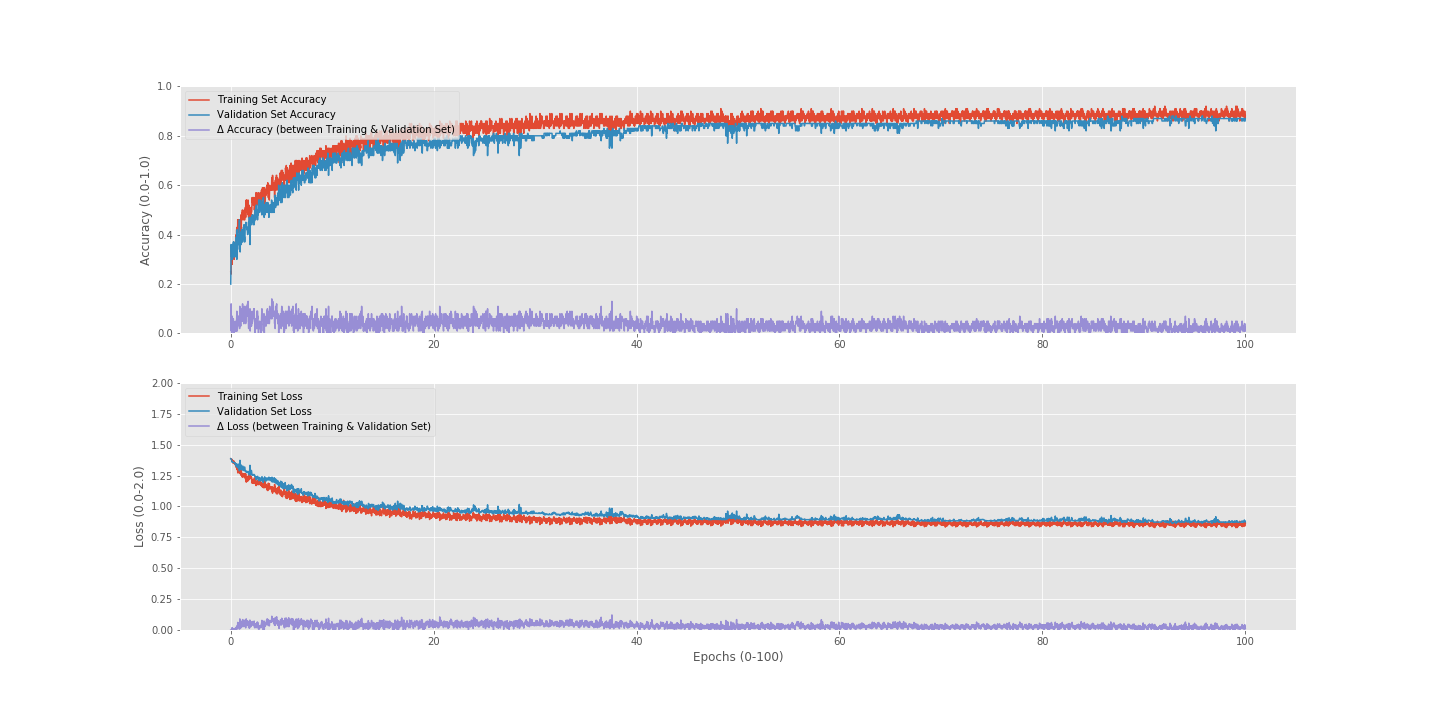 1.0
0.8
0.6
0.4
0.2
0.0
Accuracy (0.0-1.0)
Training Set Accuracy
Validation Set Accuracy
Δ Accuracy (between Training & Validation Set)
0 20 40 60 80 100
2.00
1.75
1.50
1.25
1.00
0.75
0.50
0.25
0.00
Loss (0.0-2.0)
Training Set Loss
Validation Set Loss
Δ Loss (between Training & Validation Set)
0 20 40 60 80 100
Epochs (0-100)